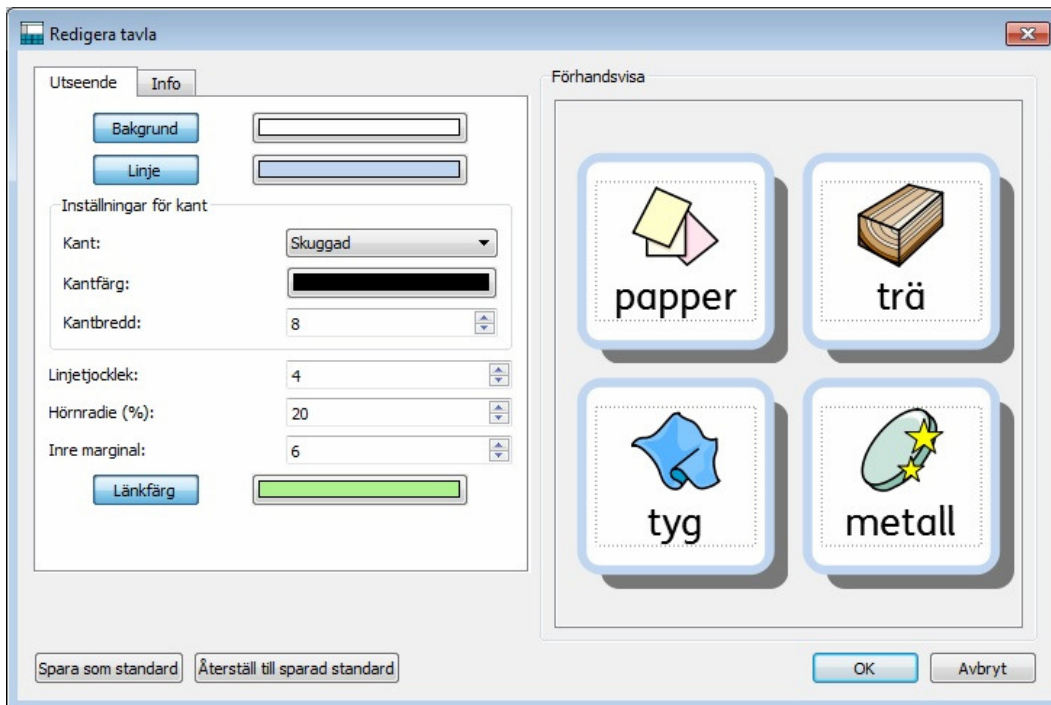 Redigera tavla
Utseende Info
Bakgrund
Linje
Inställningar för kant
Kant: Skuggad
Kantfärg:
Kantbredd: 8
Linjetjocklek: 4
Hörnradie (%): 20
Inre marginal: 6
Länkfärg
Förhandsvisa
papper trä
tyg metall
Spara som standard Återställ till sparad standard OK Avbryt